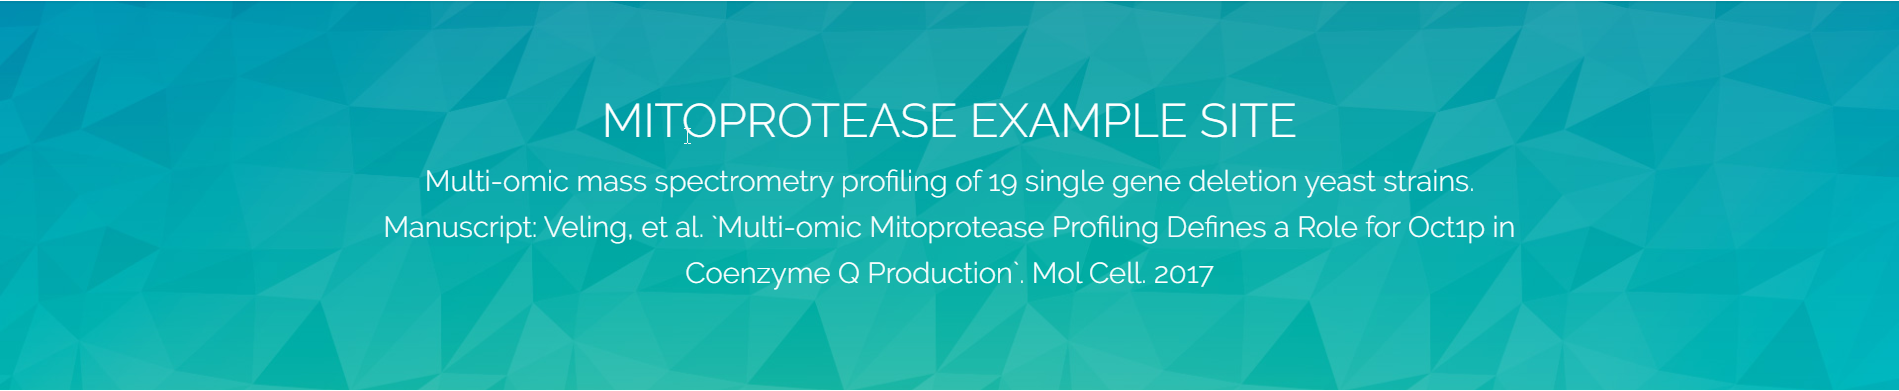 MITOPROTEASE EXAMPLE SITE
Multi-omic mass spectrometry profiling of 19 single gene deletion yeast strains.
Manuscript: Veling, et al. `Multi-omic Mitoprotease Profiling Defines a Role for Oct1p in
Coenzyme Q Production`. Mol Cell. 2017